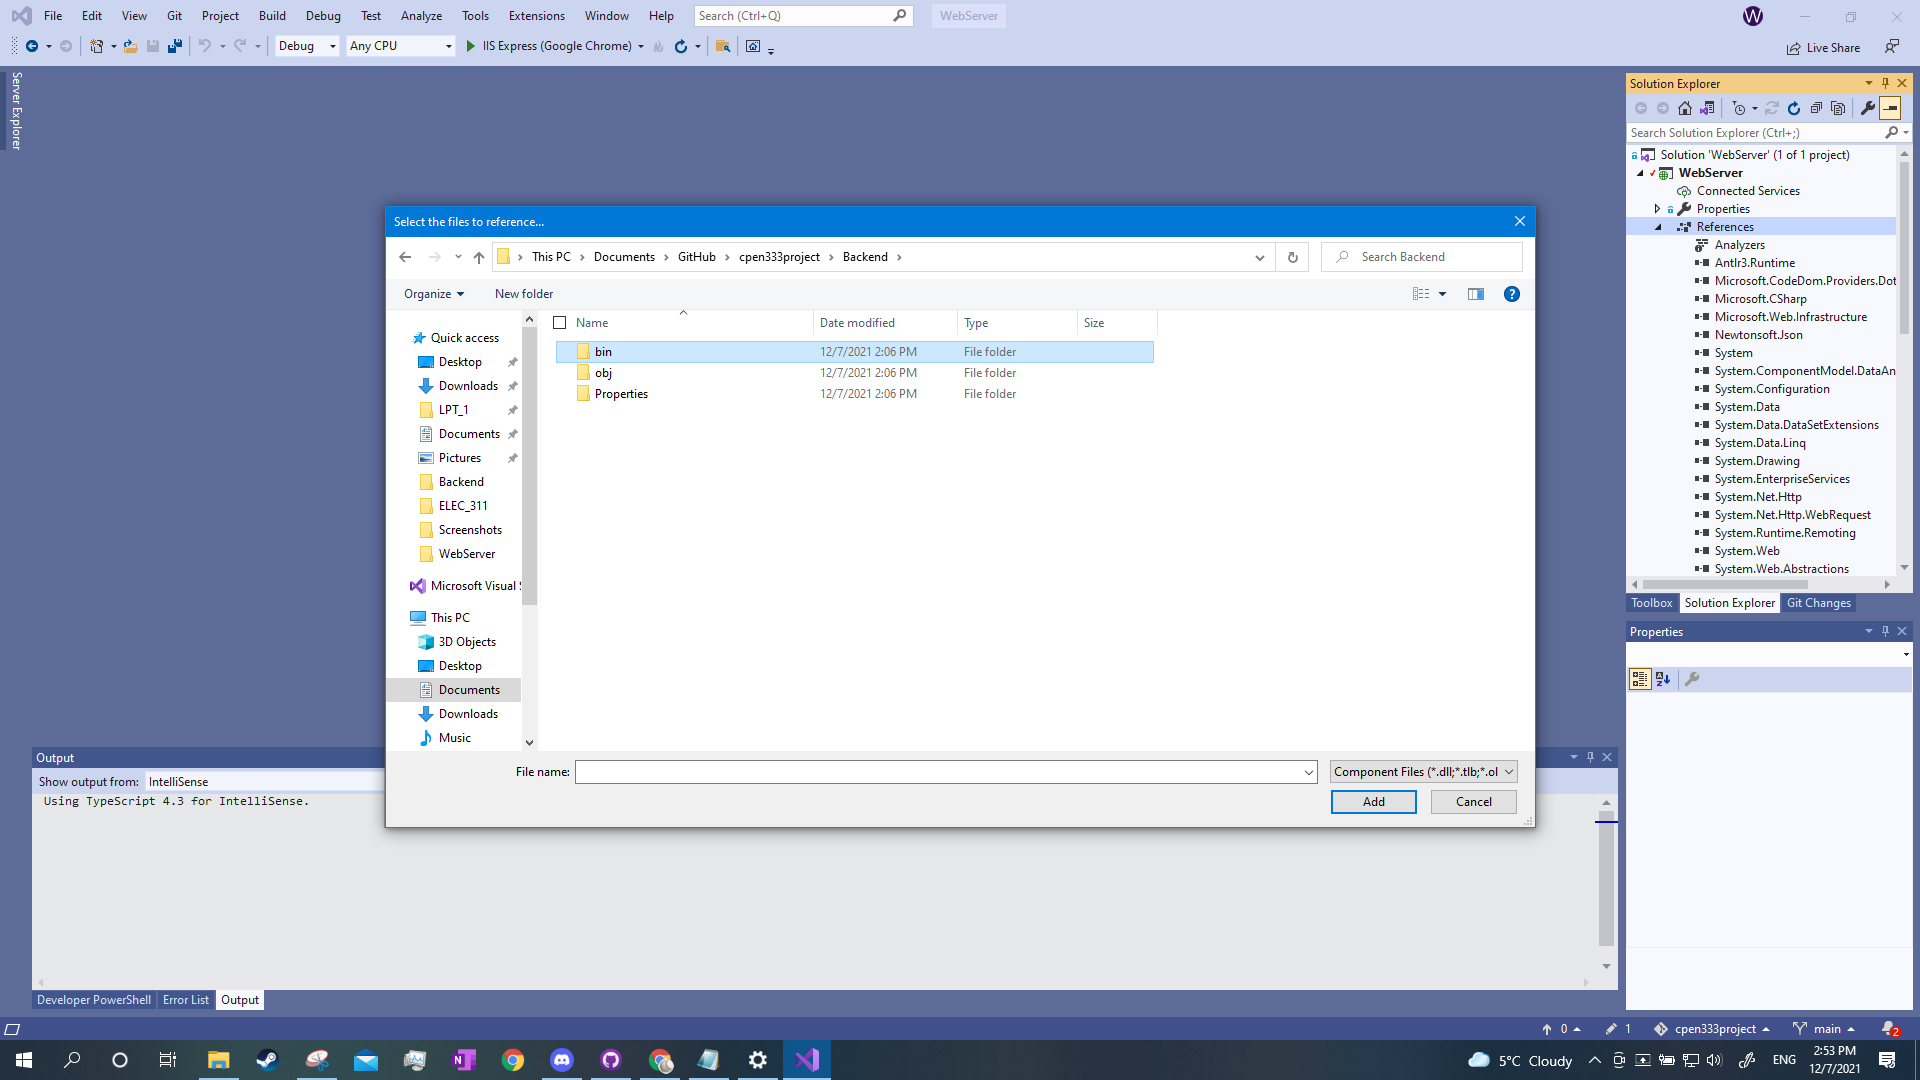 File Edit View Git Project Build Debug Test Analyze Tools Extensions Window Help Search (Ctrl+Q) WebServer W
Debug Any CPU IIS Express (Google Chrome) Live Share
Server Explorer
Solution Explorer
Search Solution Explorer (Ctrl+;)
Solution 'WebServer' (1 of 1 project)
WebServer
Connected Services
Properties
References
Analyzers
Antlr3.Runtime
Microsoft.CodeDom.Providers.Dot
Microsoft.CSharp
Microsoft.Web.Infrastructure
Newtonsoft.Json
System
System.ComponentModel.DataAn
System.Configuration
System.Data
System.Data.DataSetExtensions
System.Data.Linq
System.Drawing
System.EnterpriseServices
System.Net.Http
System.Net.Http.WebRequest
System.Runtime.Remoting
System.Web
System.Web.Abstractions
Toolbox Solution Explorer Git Changes
Properties
Select the files to reference...
This PC Documents GitHub cpen333project Backend Search Backend
Organize New folder
Name Date modified Type Size
bin 12/7/2021 2:06 PM File folder
obj 12/7/2021 2:06 PM File folder
Properties 12/7/2021 2:06 PM File folder
Quick access
Desktop
Downloads
LPT_1
Documents
Pictures
Backend
ELEC_311
Screenshots
WebServer
Microsoft Visual S
This PC
3D Objects
Desktop
Documents
Downloads
Music
File name: Component Files (*.dll;*.tlb;*.ol
Add Cancel
Output
Show output from: IntelliSense
Using TypeScript 4.3 for IntelliSense.
Developer PowerShell Error List Output
0 1 cpen333project main 2
5°C Cloudy ENG 2:53 PM
12/7/2021